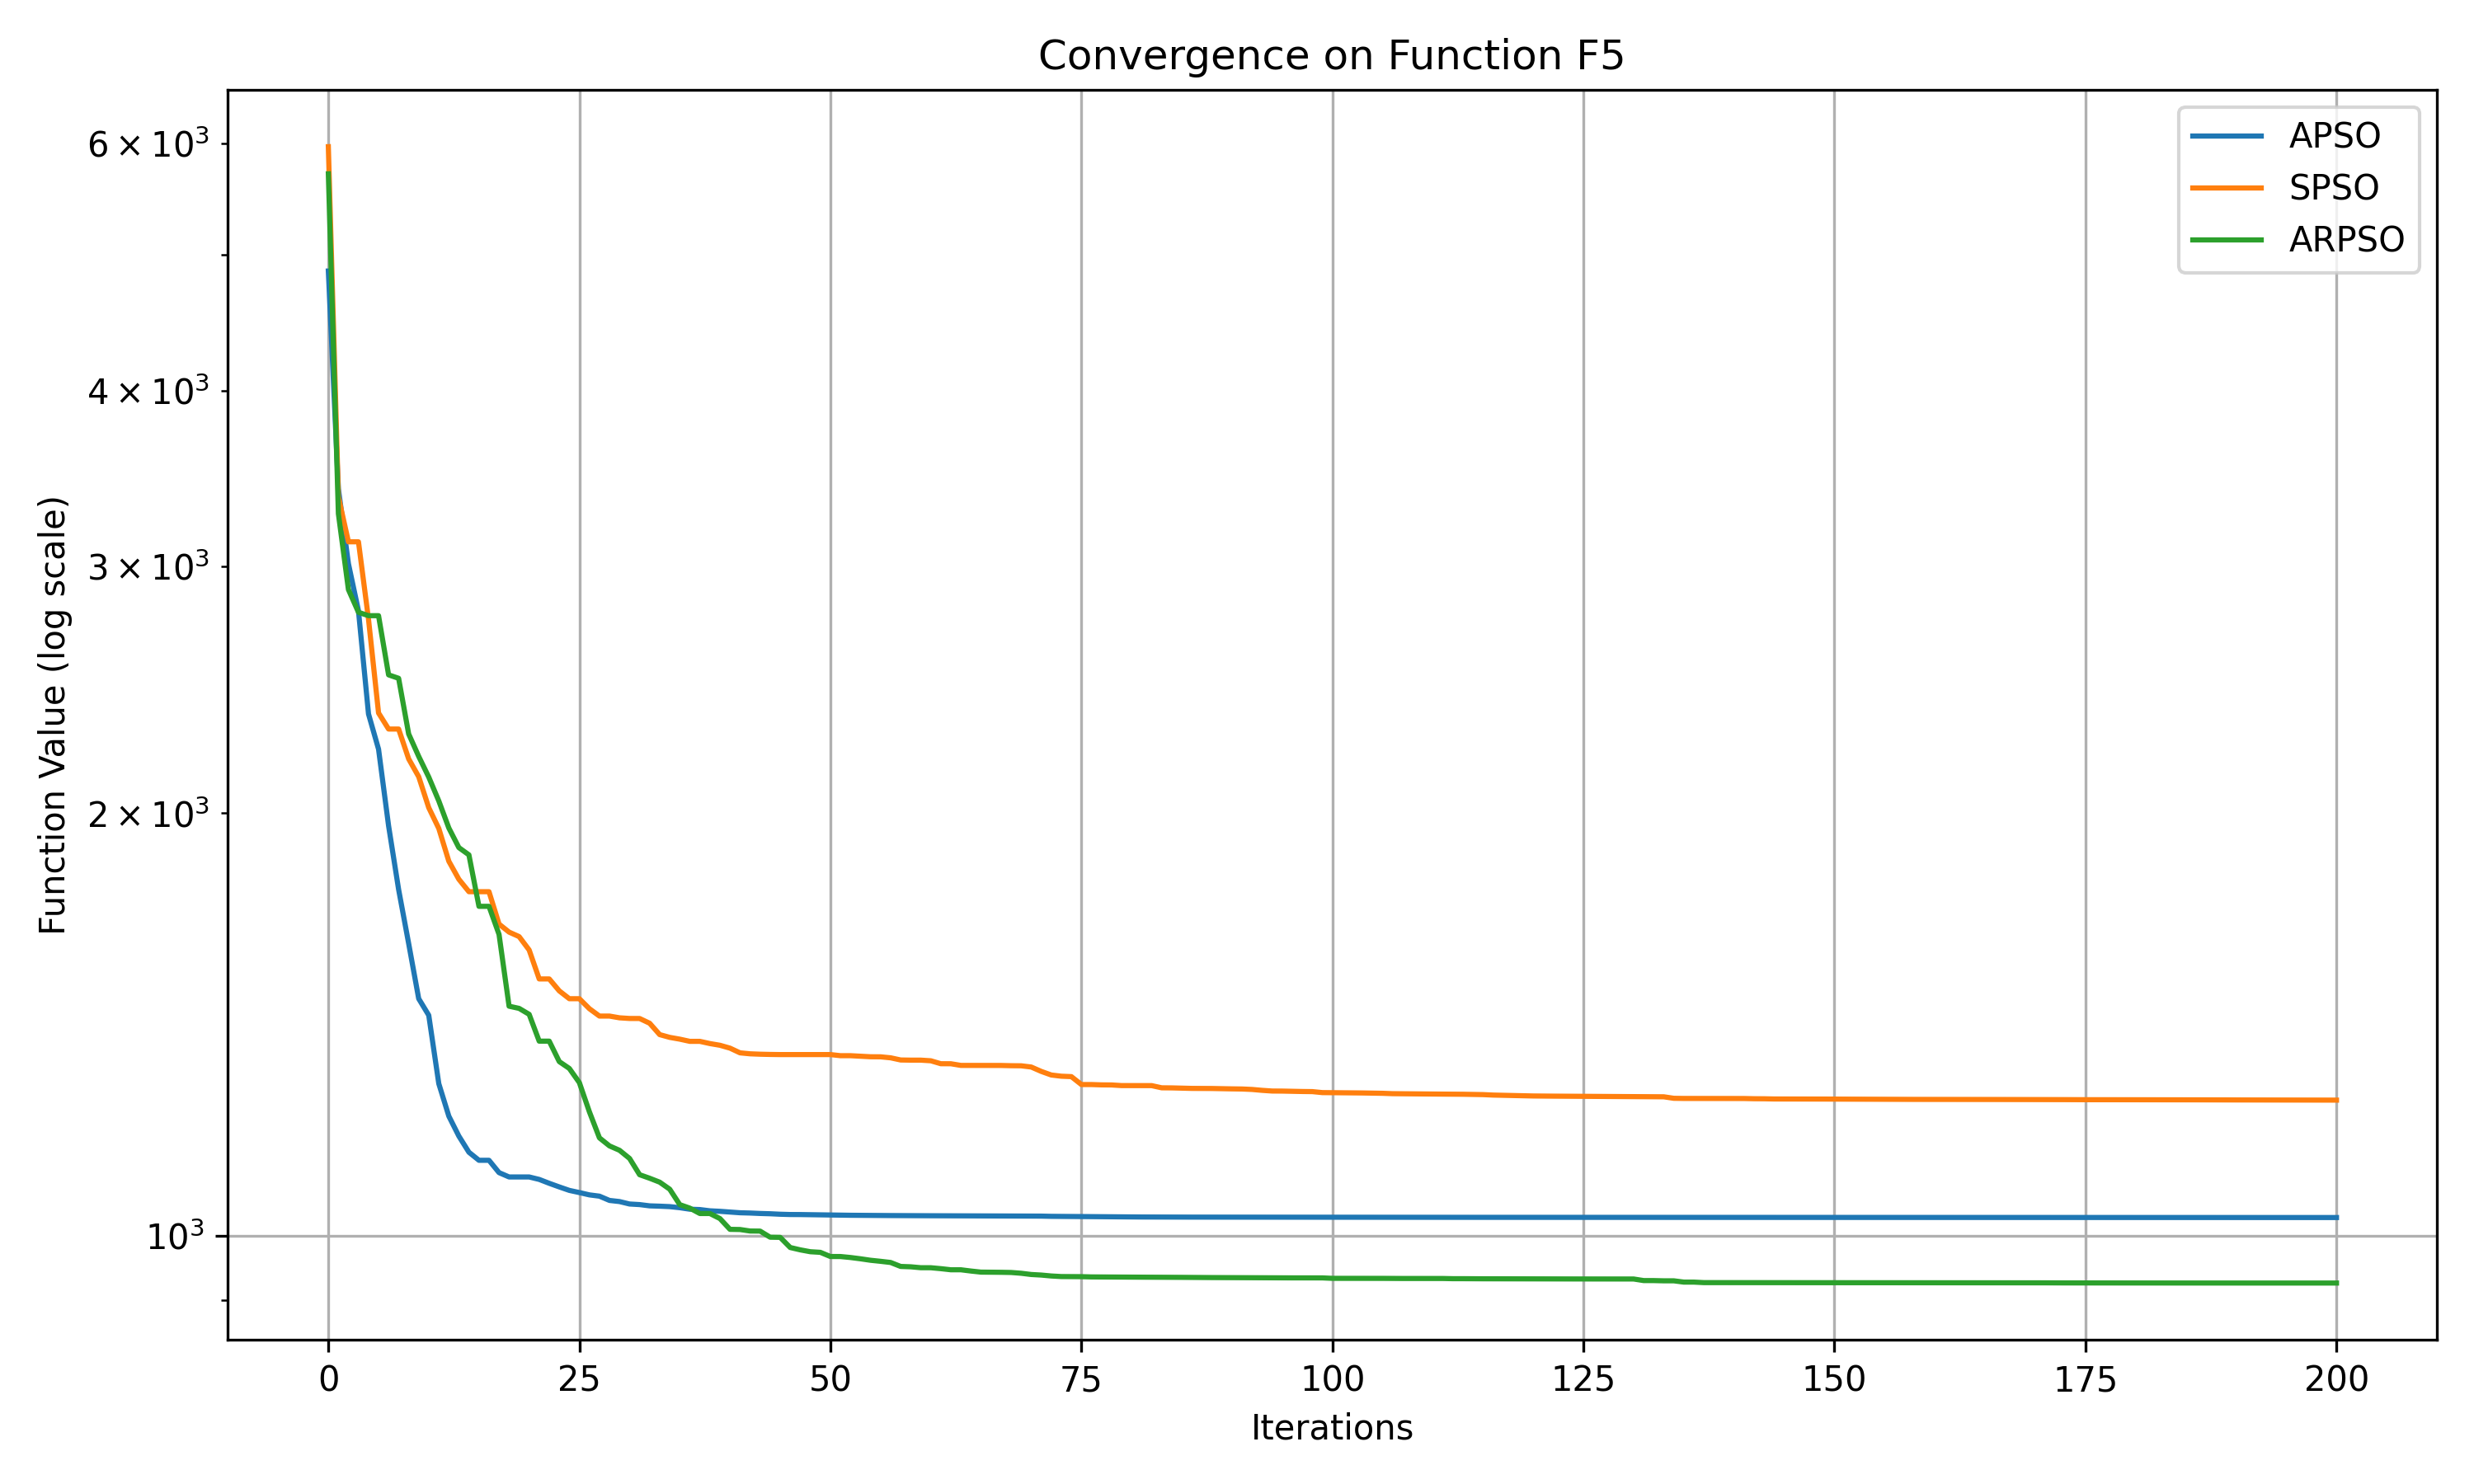 Convergence on Function F5
APSO
SPSO
ARPSO
Function Value (log scale)
6 × 10³
4 × 10³
3 × 10³
2 × 10³
10³
0 25 50 75 100 125 150 175 200
Iterations